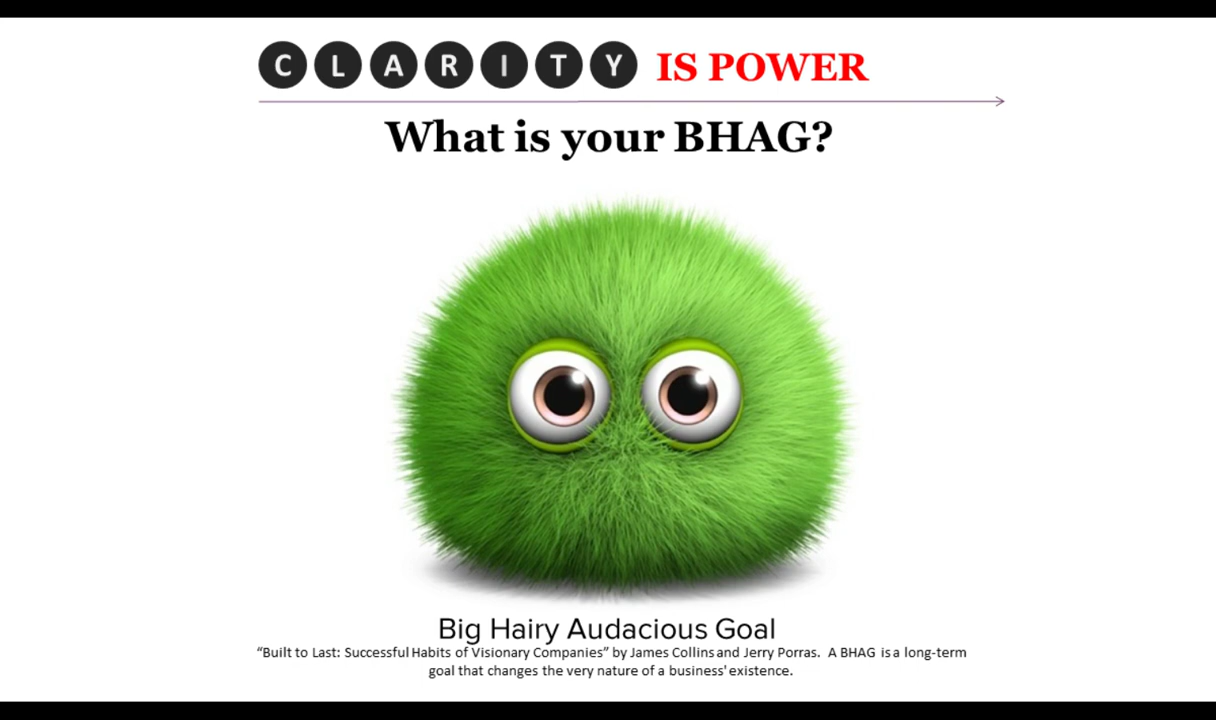 CLARITY IS POWER
What is your BHAG?
Big Hairy Audacious Goal
“Built to Last: Successful Habits of Visionary Companies” by James Collins and Jerry Porras.  A BHAG is a long-term
goal that changes the very nature of a business' existence.